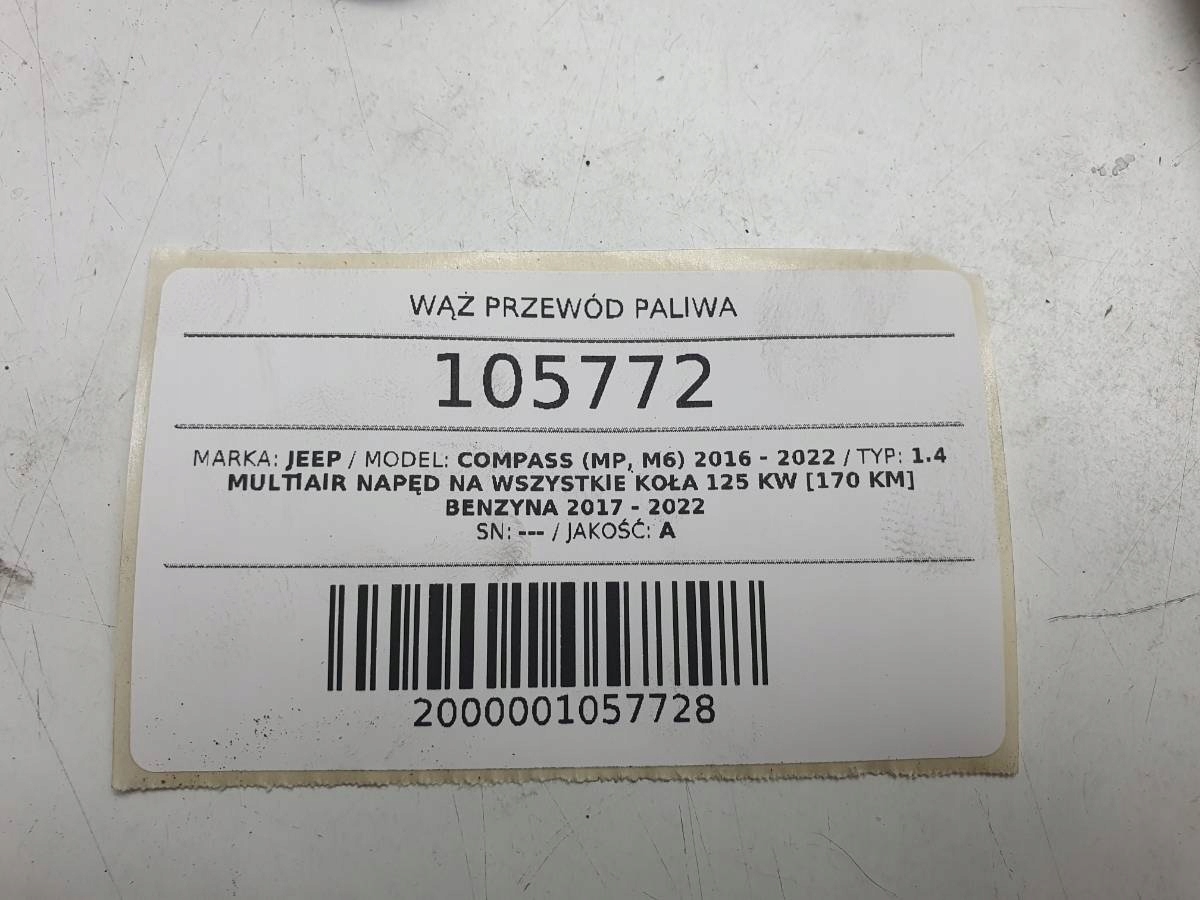 WĄŻ PRZEWÓD PALIWA
105772
MARKA: JEEP / MODEL: COMPASS (MP, M6) 2016 - 2022 / TYP: 1.4
MULTIAIR NAPĘD NA WSZYSTKIE KOŁA 125 KW [170 KM]
BENZYNA 2017 - 2022
SN: --- / JAKOŚĆ: A
2000001057728